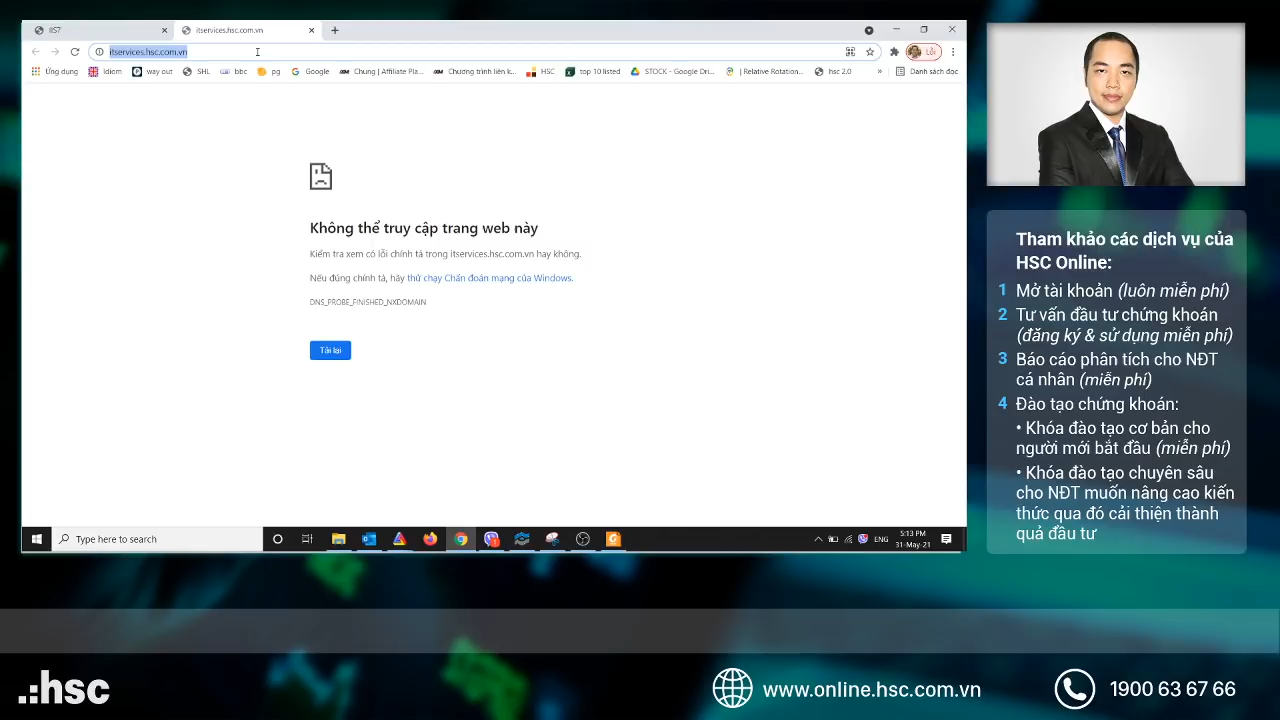 IIS7
itservices.hsc.com.vn
itservices.hsc.com.vn
Lỗi
Ứng dụng
Idiom
way out
SHL
bbc
pg
Google
Chung | Affiliate Pla...
Chương trình liên k...
HSC
top 10 listed
STOCK - Google Dri...
| Relative Rotation...
hsc 2.0
»
Danh sách đọc
Không thể truy cập trang web này
Kiểm tra xem có lỗi chính tả trong itservices.hsc.com.vn hay không.
Nếu đúng chính tả, hãy thử chạy Chẩn đoán mạng của Windows.
DNS_PROBE_FINISHED_NXDOMAIN
Tải lại
Type here to search
ENG
5:13 PM
31-May-21
Tham khảo các dịch vụ của
HSC Online:
1 Mở tài khoản (luôn miễn phí)
2 Tư vấn đầu tư chứng khoán
(đăng ký & sử dụng miễn phí)
3 Báo cáo phân tích cho NĐT
cá nhân (miễn phí)
4 Đào tạo chứng khoán:
• Khóa đào tạo cơ bản cho
người mới bắt đầu (miễn phí)
• Khóa đào tạo chuyên sâu
cho NĐT muốn nâng cao kiến
thức qua đó cải thiện thành
quả đầu tư
.:hsc
www.online.hsc.com.vn
1900 63 67 66